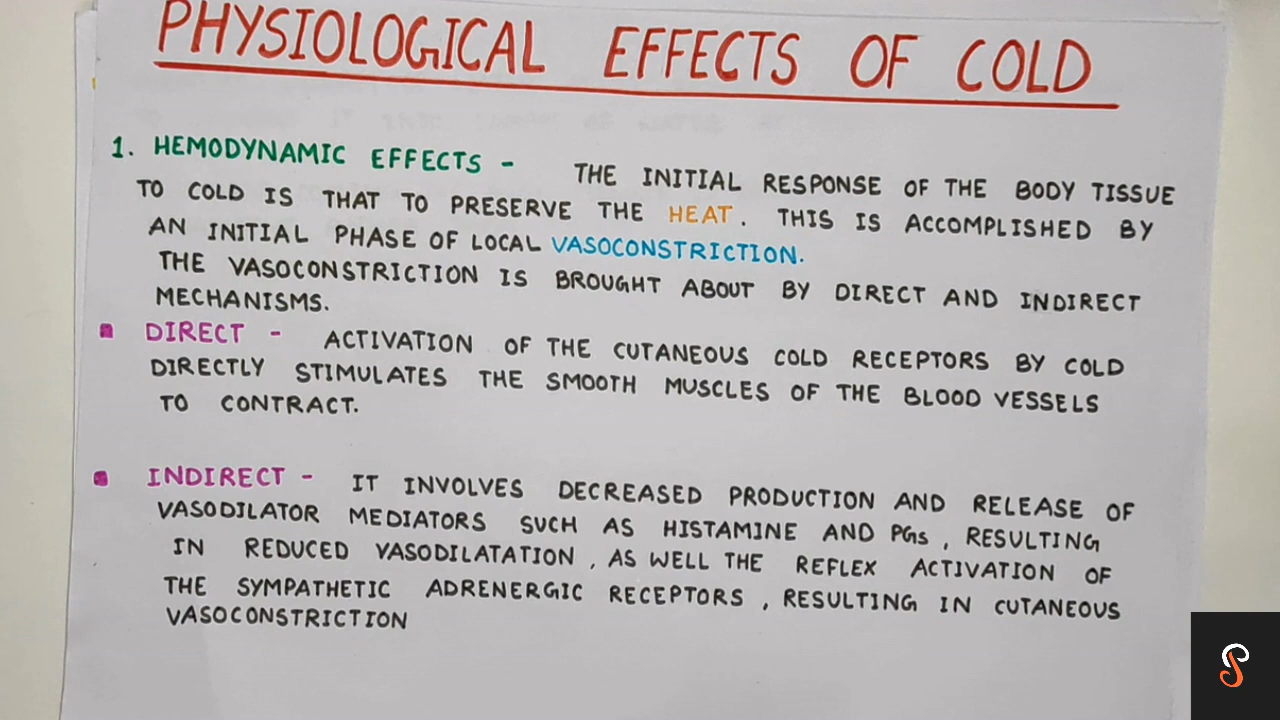 PHYSIOLOGICAL EFFECTS OF COLD
1. HEMODYNAMIC EFFECTS - THE INITIAL RESPONSE OF THE BODY TISSUE
TO COLD IS THAT TO PRESERVE THE HEAT. THIS IS ACCOMPLISHED BY
AN INITIAL PHASE OF LOCAL VASOCONSTRICTION.
THE VASOCONSTRICTION IS BROUGHT ABOUT BY DIRECT AND INDIRECT
MECHANISMS.
DIRECT - ACTIVATION OF THE CUTANEOUS COLD RECEPTORS BY COLD
DIRECTLY STIMULATES THE SMOOTH MUSCLES OF THE BLOOD VESSELS
TO CONTRACT.
INDIRECT - IT INVOLVES DECREASED PRODUCTION AND RELEASE OF
VASODILATOR MEDIATORS SUCH AS HISTAMINE AND PGs, RESULTING
IN REDUCED VASODILATATION, AS WELL THE REFLEX ACTIVATION OF
THE SYMPATHETIC ADRENERGIC RECEPTORS, RESULTING IN CUTANEOUS
VASOCONSTRICTION